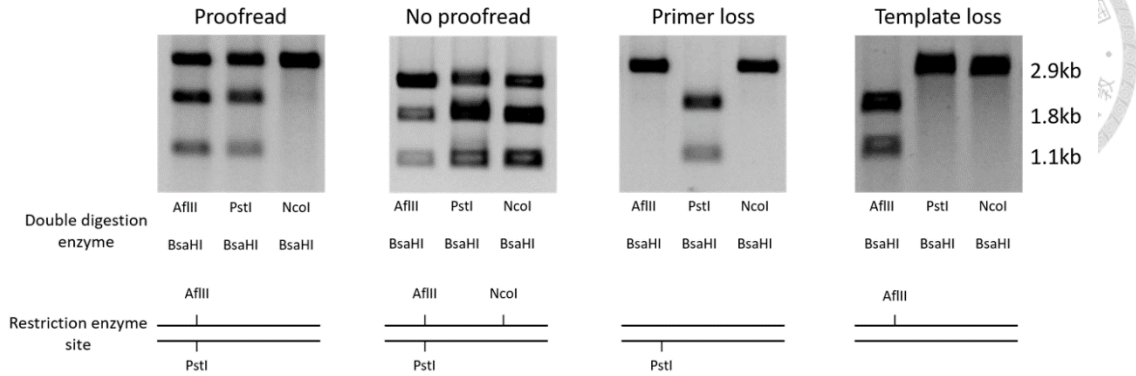 Proofread No proofread Primer loss Template loss
2.9kb
1.8kb
1.1kb
AflII PstI NcoI AflII PstI NcoI AflII PstI NcoI AflII PstI NcoI
Double digestion
enzyme
BsaHI BsaHI BsaHI BsaHI BsaHI BsaHI BsaHI BsaHI BsaHI BsaHI BsaHI BsaHI
AflII AflII NcoI AflII
Restriction enzyme
site
PstI PstI PstI